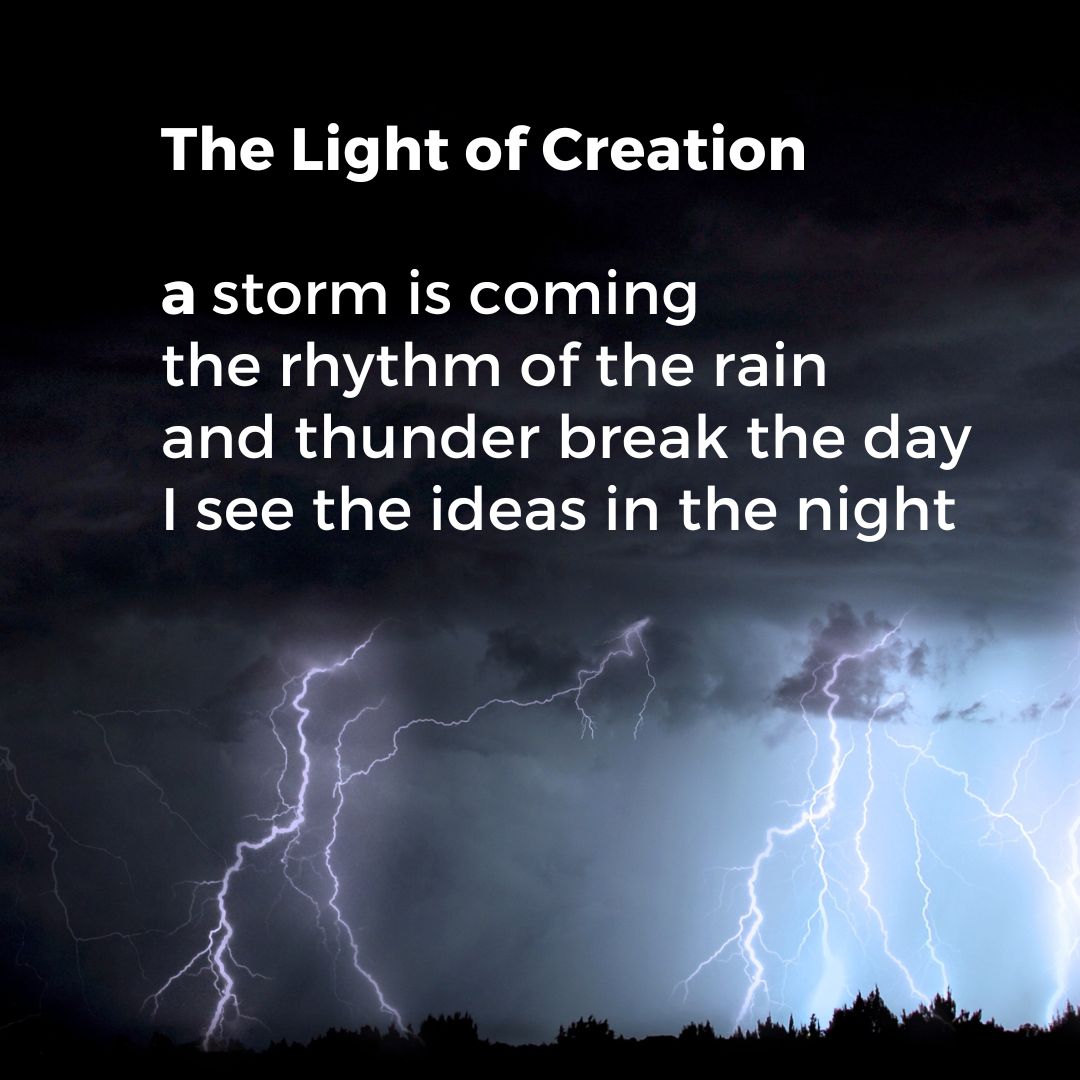 The Light of Creation
a storm is coming
the rhythm of the rain
and thunder break the day
I see the ideas in the night